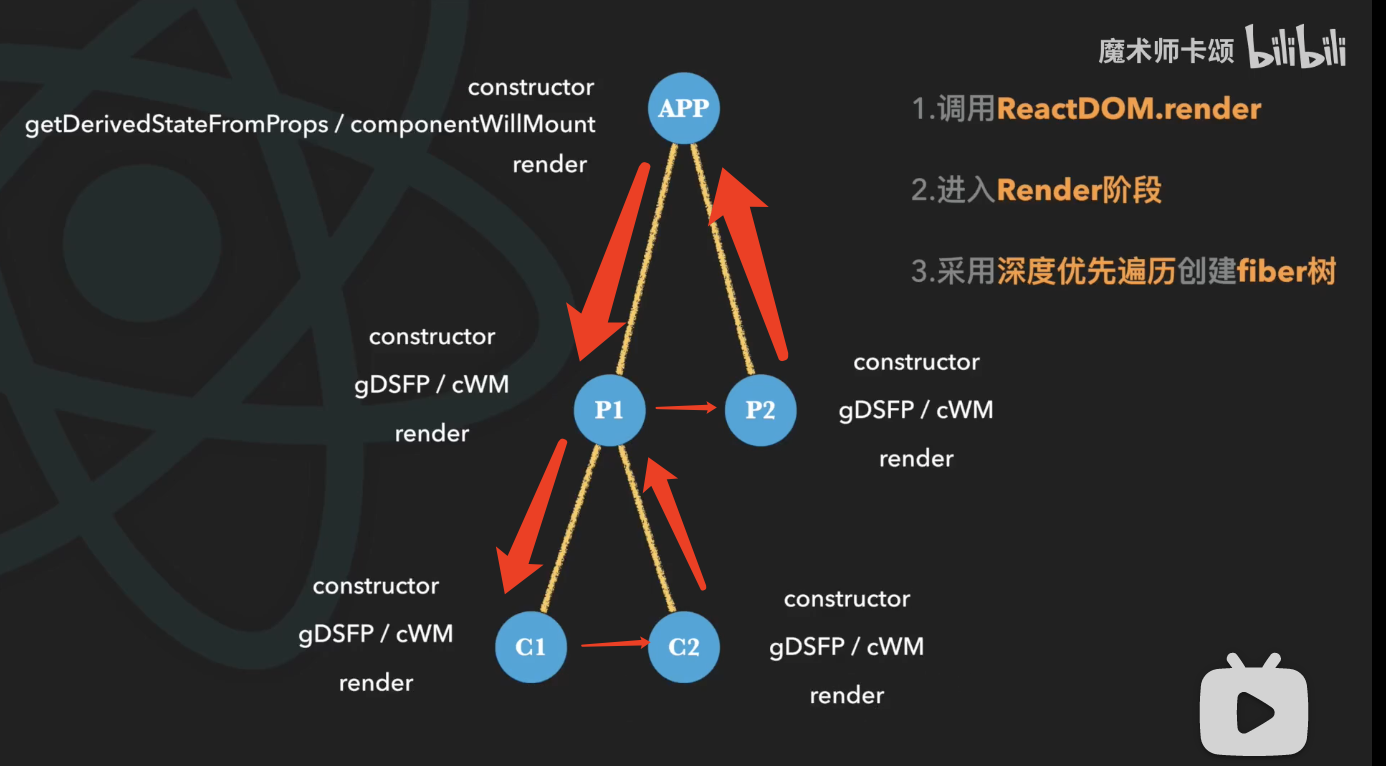 魔术师卡颂 bilibili
constructor
getDerivedStateFromProps / componentWillMount
render
APP
1.调用ReactDOM.render
2.进入Render阶段
3.采用深度优先遍历创建fiber树
constructor
gDSFP / cWM
render
P1
P2
constructor
gDSFP / cWM
render
constructor
gDSFP / cWM
render
C1
C2
constructor
gDSFP / cWM
render